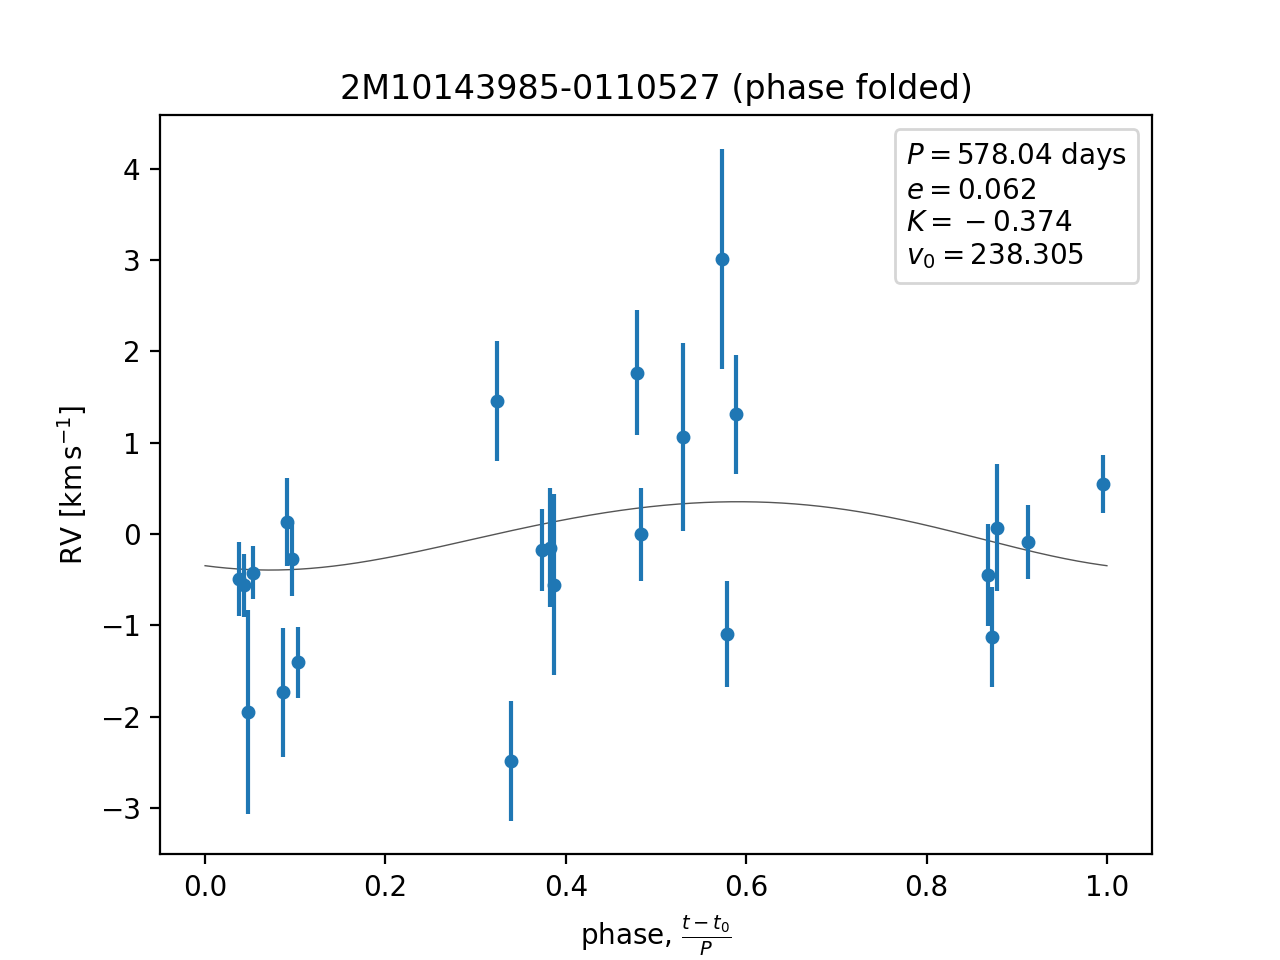 2M10143985-0110527 (phase folded)
P = 578.04 days
e = 0.062
K = −0.374
v₀ = 238.305
4
3
2
1
0
−1
−2
−3
RV [km s⁻¹]
0.0 0.2 0.4 0.6 0.8 1.0
phase, (t − t₀)/P